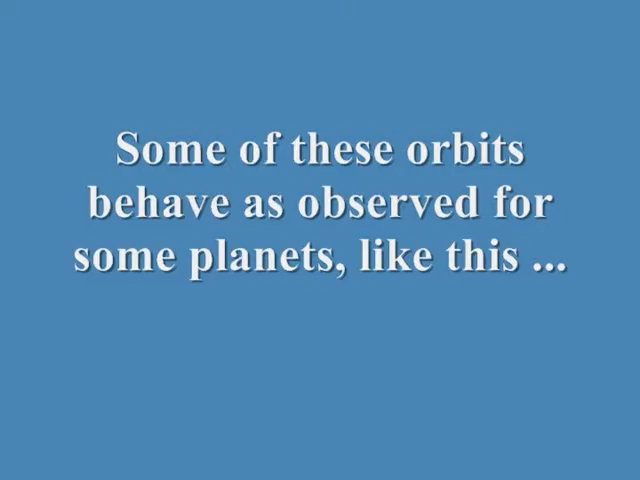 Some of these orbits
behave as observed for
some planets, like this ...